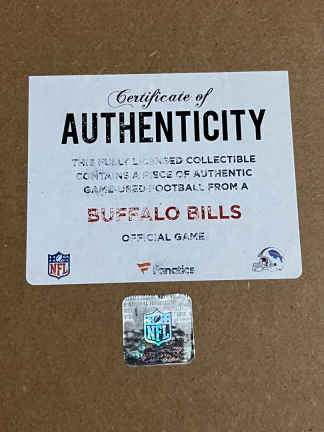 Certificate of
AUTHENTICITY
THIS FULLY LICENSED COLLECTIBLE
CONTAINS A PIECE OF AUTHENTIC
GAME-USED FOOTBALL FROM A
BUFFALO BILLS
OFFICIAL GAME
NFL
Fanatics
NFL